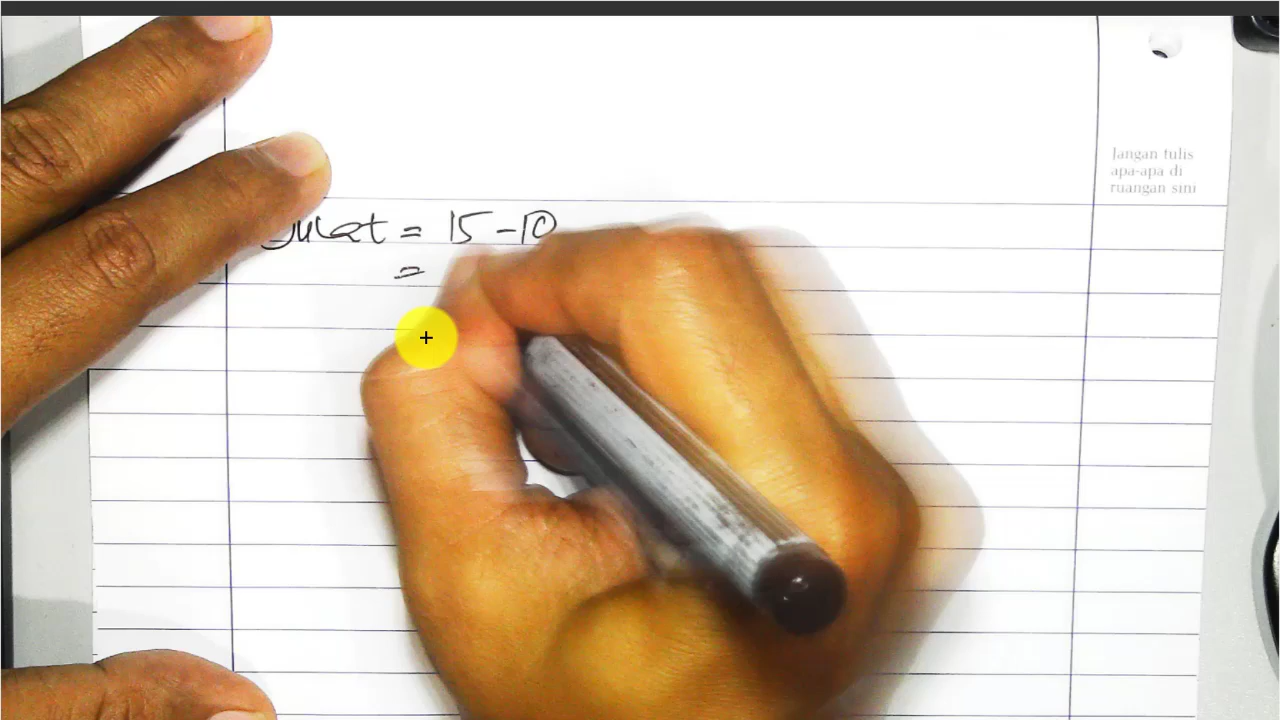 Jangan tulis
apa-apa di
ruangan sini
Julat = 15 - 10
=